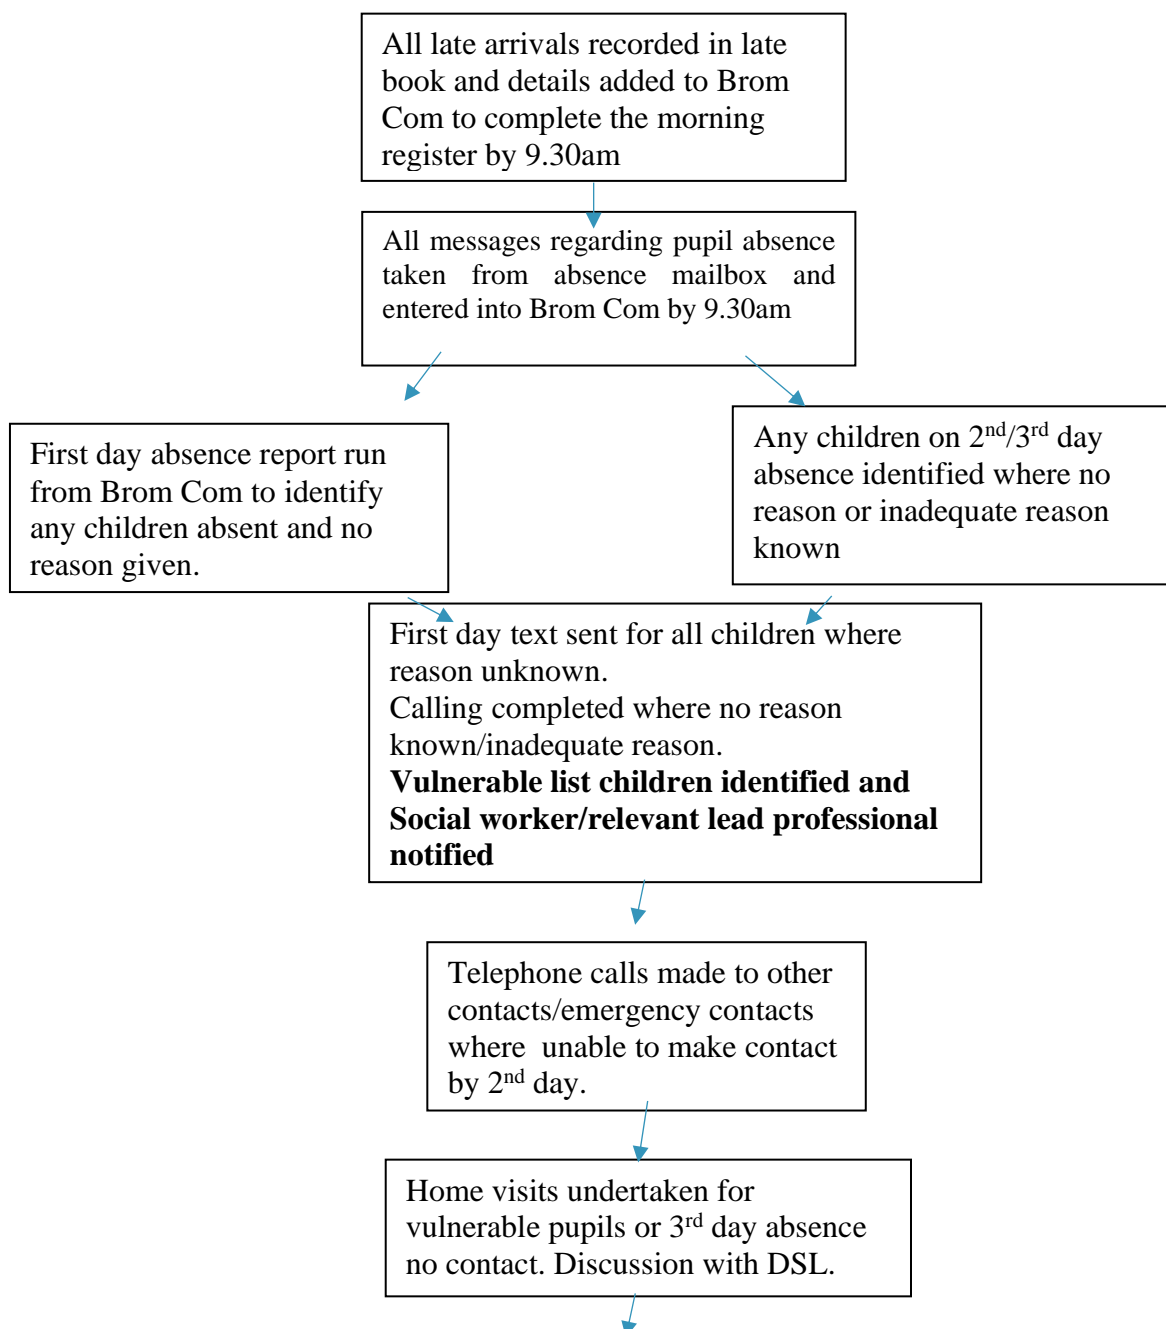 All late arrivals recorded in late
book and details added to Brom
Com to complete the morning
register by 9.30am
All messages regarding pupil absence
taken from absence mailbox and
entered into Brom Com by 9.30am
First day absence report run
from Brom Com to identify
any children absent and no
reason given.
Any children on 2nd/3rd day
absence identified where no
reason or inadequate reason
known
First day text sent for all children where
reason unknown.
Calling completed where no reason
known/inadequate reason.
Vulnerable list children identified and
Social worker/relevant lead professional
notified
Telephone calls made to other
contacts/emergency contacts
where unable to make contact
by 2nd day.
Home visits undertaken for
vulnerable pupils or 3rd day absence
no contact. Discussion with DSL.